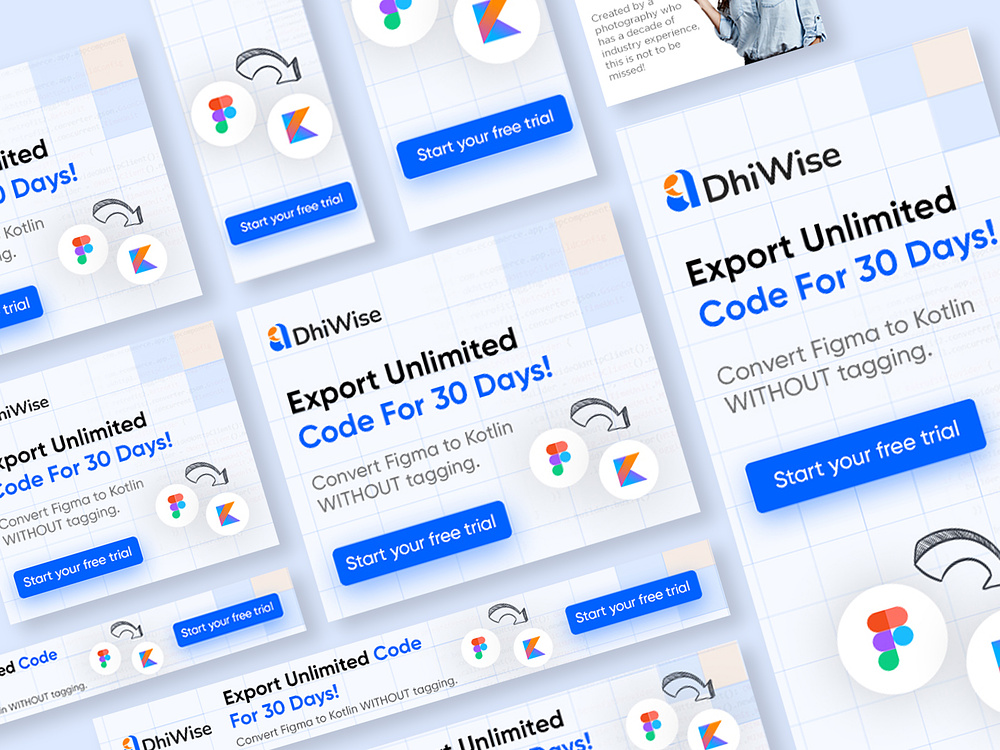 Created by a
photography who
has a decade of
industry experience,
this is not to be
missed!
Start your free trial
Start your free trial
30 Days!
Kotlin
trial
DhiWise
Export Unlimited
Code For 30 Days!
Convert Figma to Kotlin
WITHOUT tagging.
Start your free trial
DhiWise
Export Unlimited
Code For 30 Days!
Convert Figma to Kotlin
WITHOUT tagging.
Start your free trial
hiWise
xport Unlimited
Code For 30 Days!
Convert Figma to Kotlin
WITHOUT tagging.
Start your free trial
Code
WITHOUT tagging.
Start your free trial
DhiWise
Export Unlimited Code
For 30 Days!
Convert Figma to Kotlin WITHOUT tagging.
Start your free trial
Export Unlimited
Days!